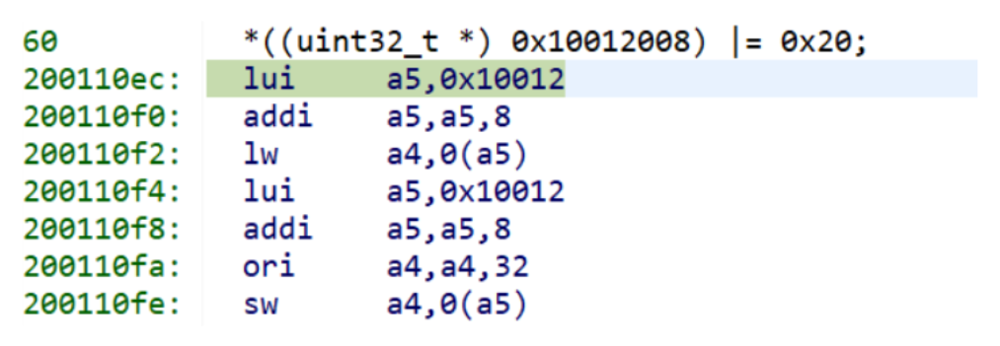 60 *((uint32_t *) 0x10012008) |= 0x20;
200110ec: lui a5,0x10012
200110f0: addi a5,a5,8
200110f2: lw a4,0(a5)
200110f4: lui a5,0x10012
200110f8: addi a5,a5,8
200110fa: ori a4,a4,32
200110fe: sw a4,0(a5)